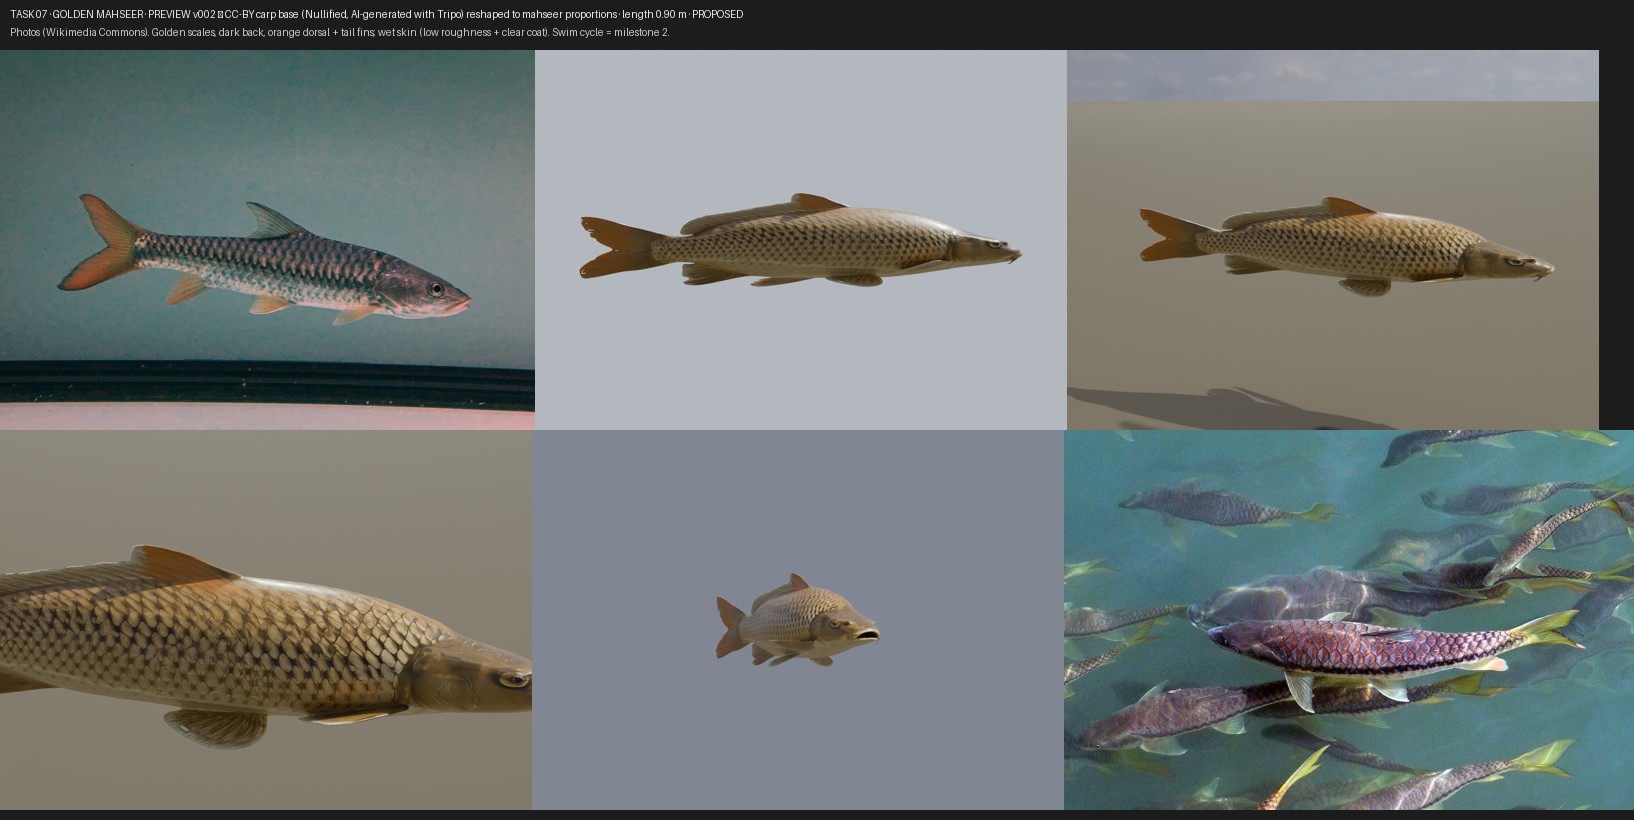 TASK 07 · GOLDEN MAHSEER · PREVIEW v002 ▯ CC-BY carp base (Nullified, AI-generated with Tripo) reshaped to mahseer proportions · length 0.90 m · PROPOSED
Photos (Wikimedia Commons). Golden scales, dark back, orange dorsal + tail fins; wet skin (low roughness + clear coat). Swim cycle = milestone 2.